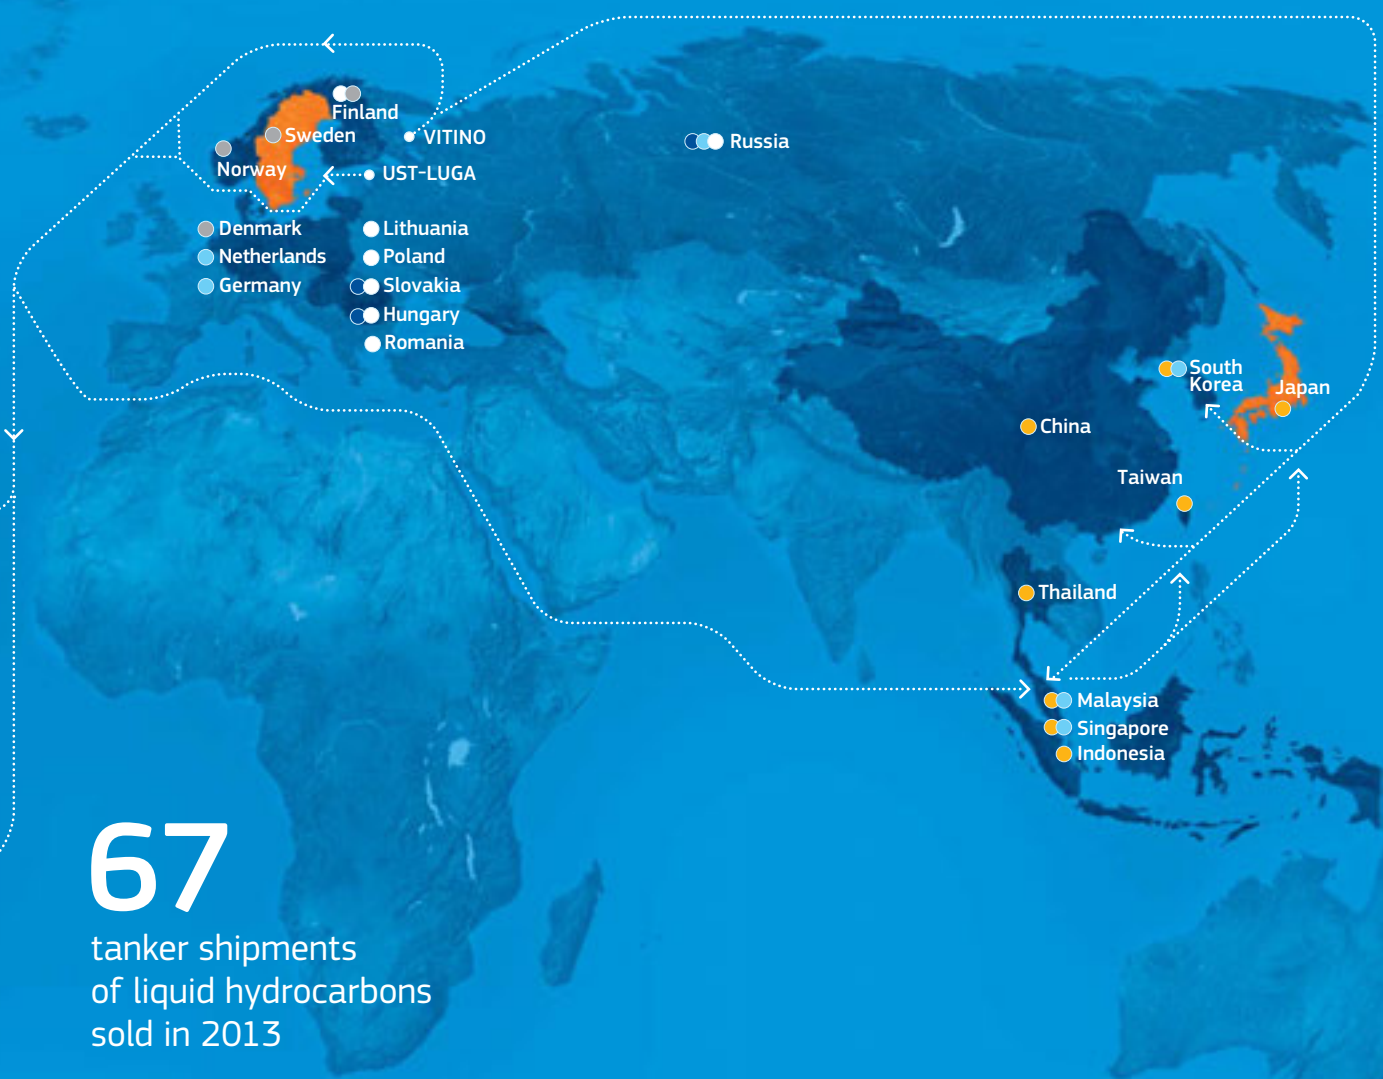 Finland
Sweden
VITINO
Russia
Norway
UST-LUGA
Denmark
Lithuania
Netherlands
Poland
Germany
Slovakia
Hungary
Romania
South
Korea
Japan
China
Taiwan
Thailand
Malaysia
Singapore
Indonesia
67
tanker shipments
of liquid hydrocarbons
sold in 2013